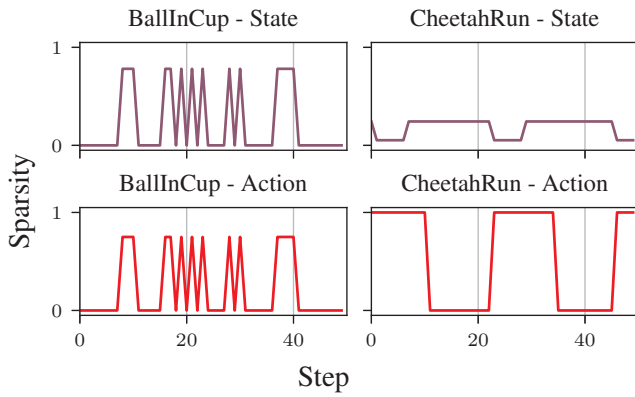 BallInCup - State
CheetahRun - State
1
0
Sparsity
BallInCup - Action
CheetahRun - Action
1
0
0 20 40
0 20 40
Step